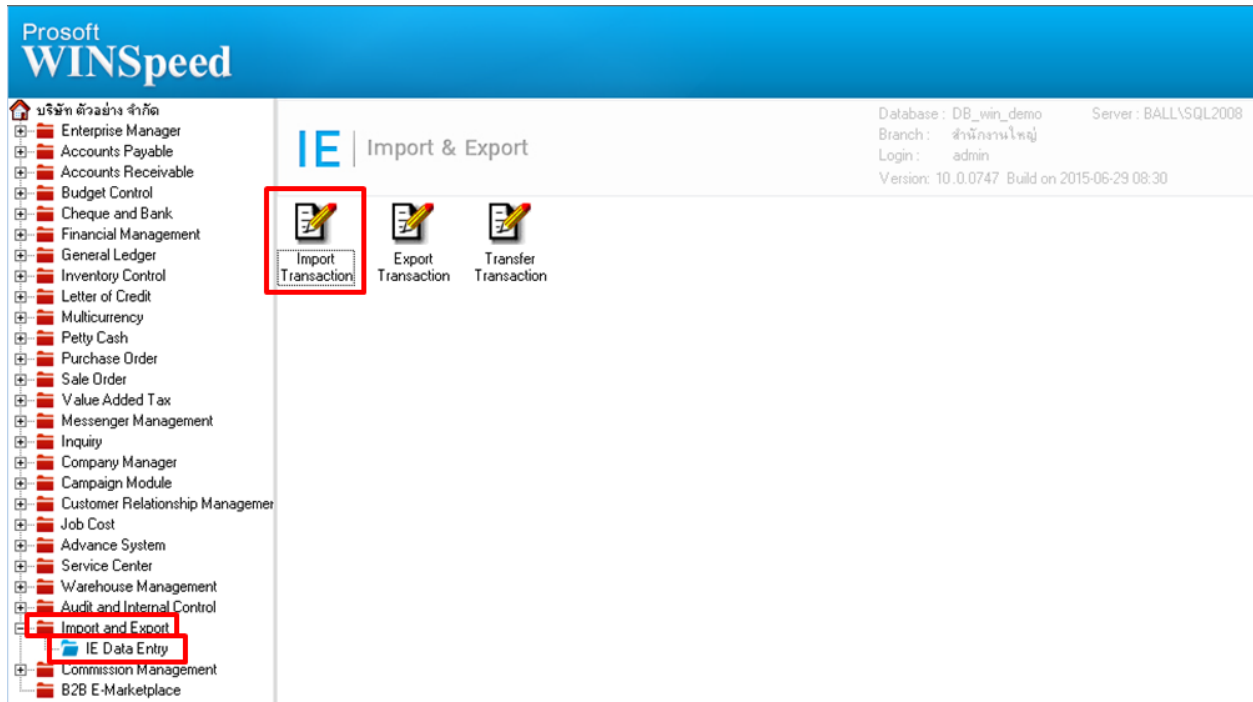 Prosoft
WINSpeed
บริษัท ตัวอย่าง จำกัด
Enterprise Manager
Accounts Payable
Accounts Receivable
Budget Control
Cheque and Bank
Financial Management
General Ledger
Inventory Control
Letter of Credit
Multicurrency
Petty Cash
Purchase Order
Sale Order
Value Added Tax
Messenger Management
Inquiry
Company Manager
Campaign Module
Customer Relationship Managemer
Job Cost
Advance System
Service Center
Warehouse Management
Audit and Internal Control
Import and Export
IE Data Entry
Commission Management
B2B E-Marketplace
IE Import & Export
Database : DB_win_demo Server : BALL\SQL2008
Branch : สำนักงานใหญ่
Login : admin
Version: 10.0.0747 Build on 2015-06-29 08:30
Import Transaction
Export Transaction
Transfer Transaction